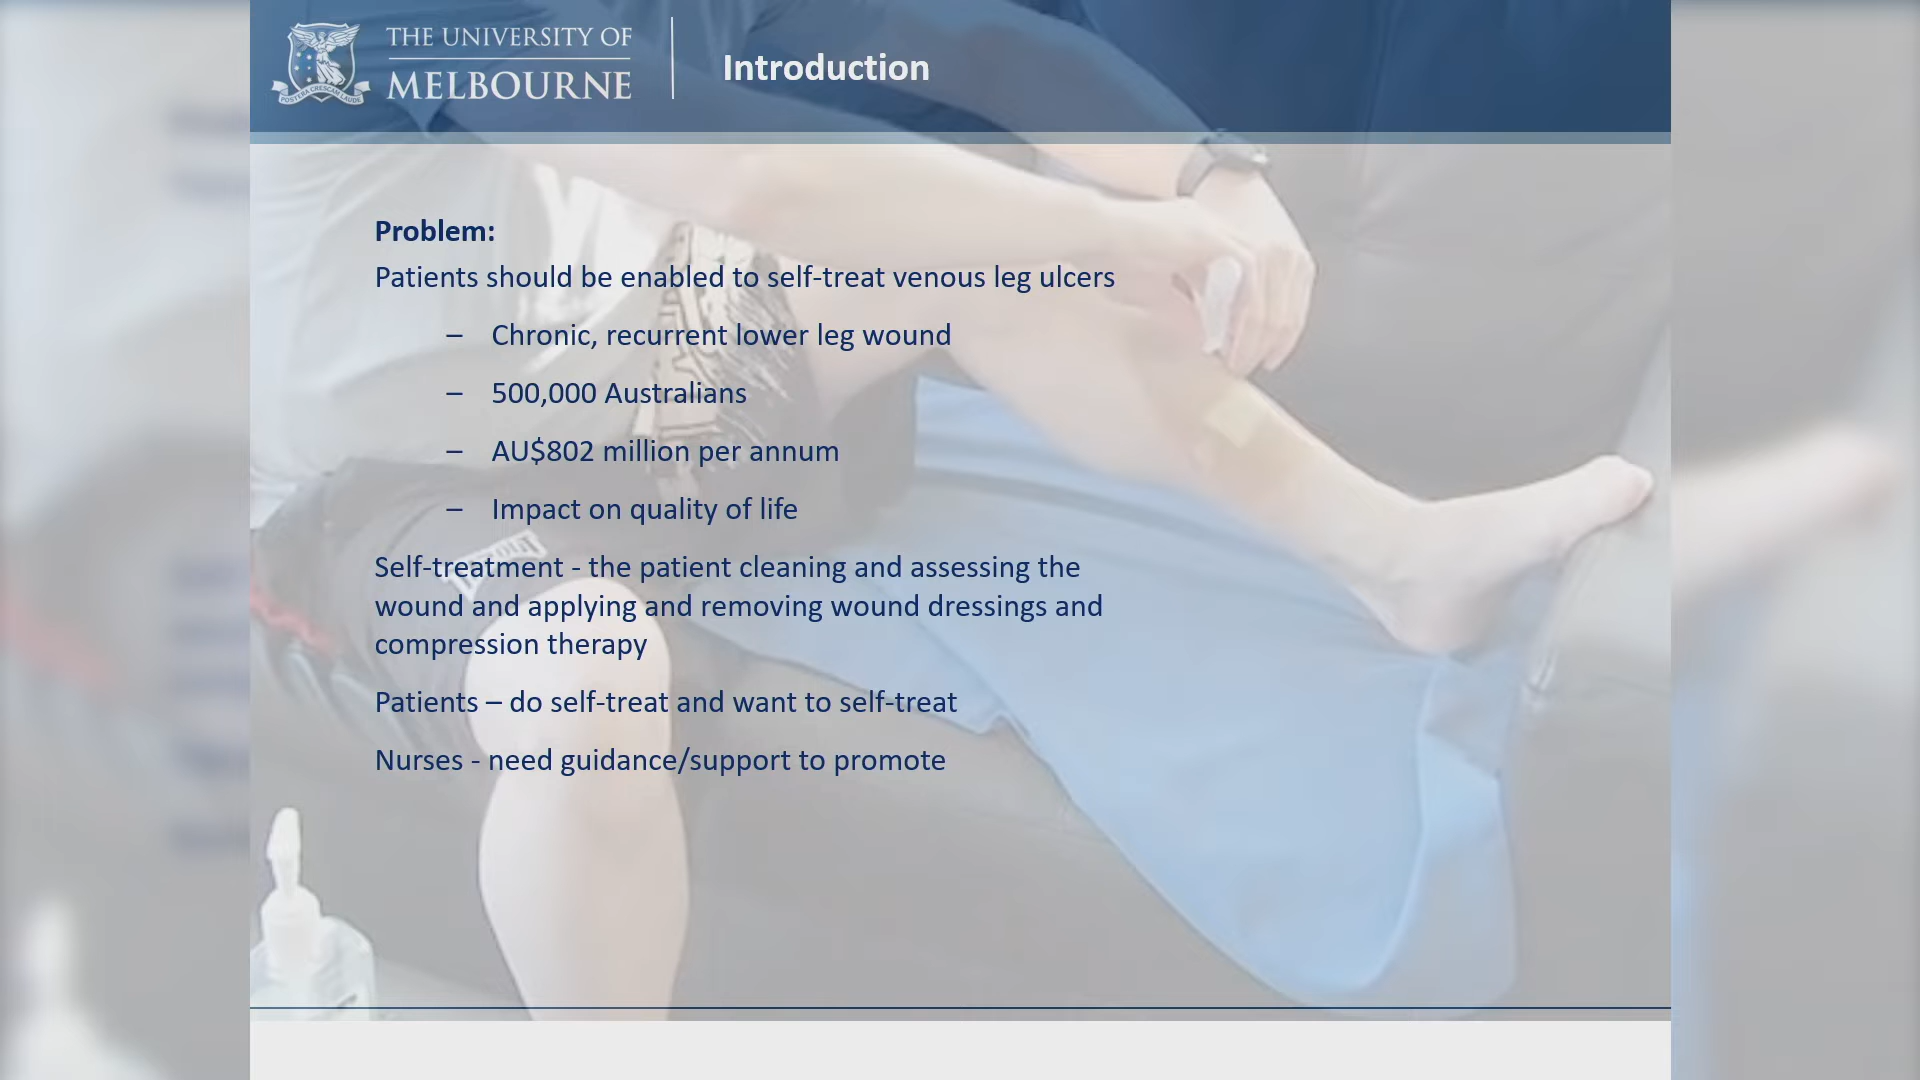 THE UNIVERSITY OF
MELBOURNE
POSTERA CRESCAM LAUDE
Introduction
Problem:
Patients should be enabled to self-treat venous leg ulcers
– Chronic, recurrent lower leg wound
– 500,000 Australians
– AU$802 million per annum
– Impact on quality of life
Self-treatment - the patient cleaning and assessing the
wound and applying and removing wound dressings and
compression therapy
Patients – do self-treat and want to self-treat
Nurses - need guidance/support to promote